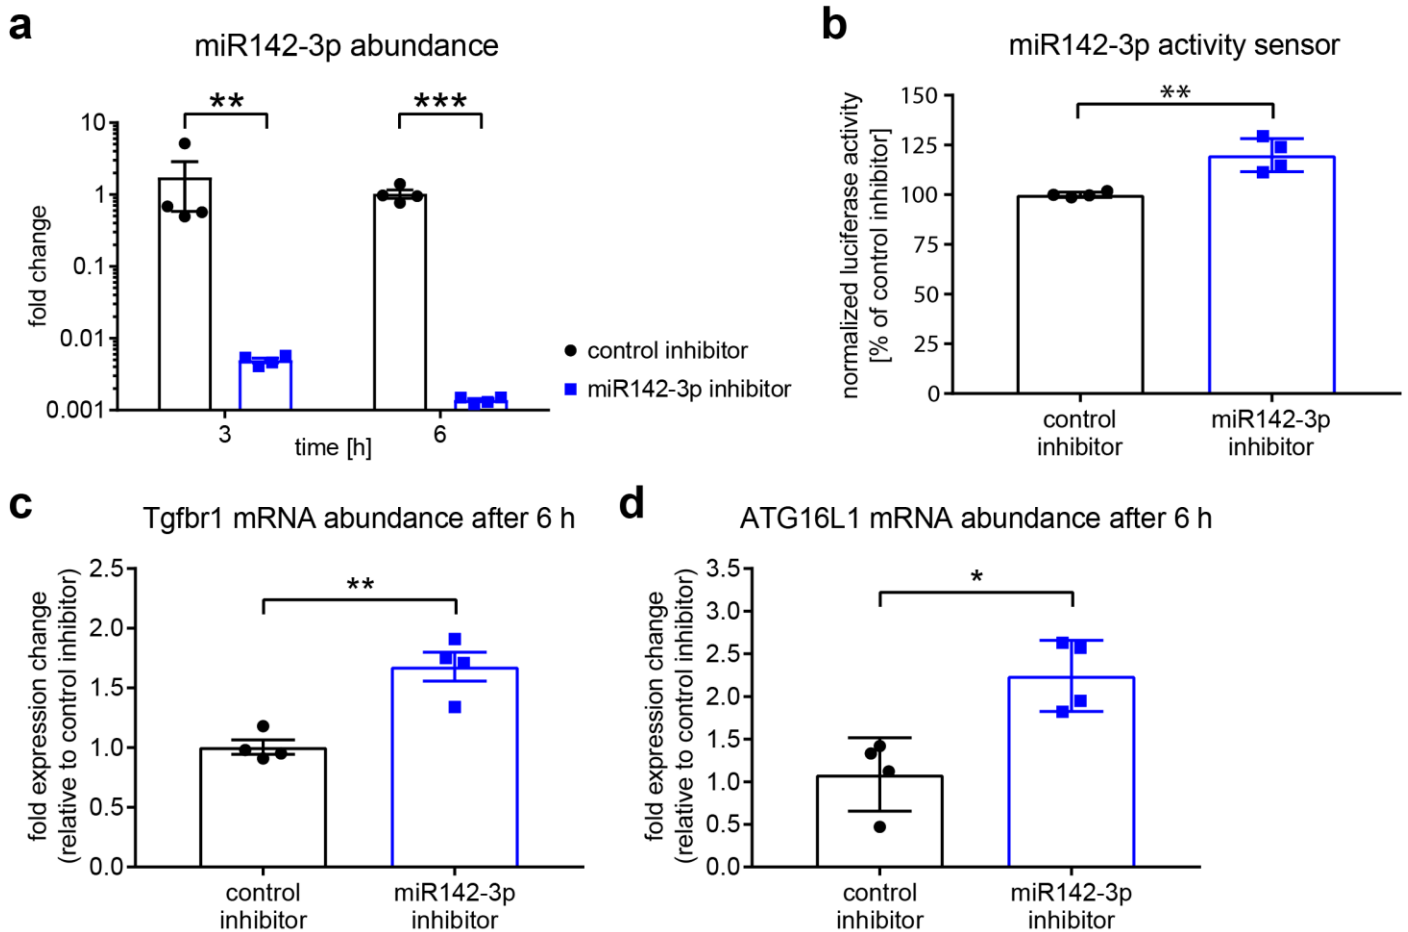 a
miR142-3p abundance
** ***
10
1
0.1
0.01
0.001
fold change
3 6
time [h]
control inhibitor
miR142-3p inhibitor
b
miR142-3p activity sensor
**
150
125
100
75
50
25
0
normalized luciferase activity
[% of control inhibitor]
control
inhibitor
miR142-3p
inhibitor
c
Tgfbr1 mRNA abundance after 6 h
**
2.5
2.0
1.5
1.0
0.5
0.0
fold expression change
(relative to control inhibitor)
control
inhibitor
miR142-3p
inhibitor
d
ATG16L1 mRNA abundance after 6 h
*
3.5
3.0
2.5
2.0
1.5
1.0
0.5
0.0
fold expression change
(relative to control inhibitor)
control
inhibitor
miR142-3p
inhibitor